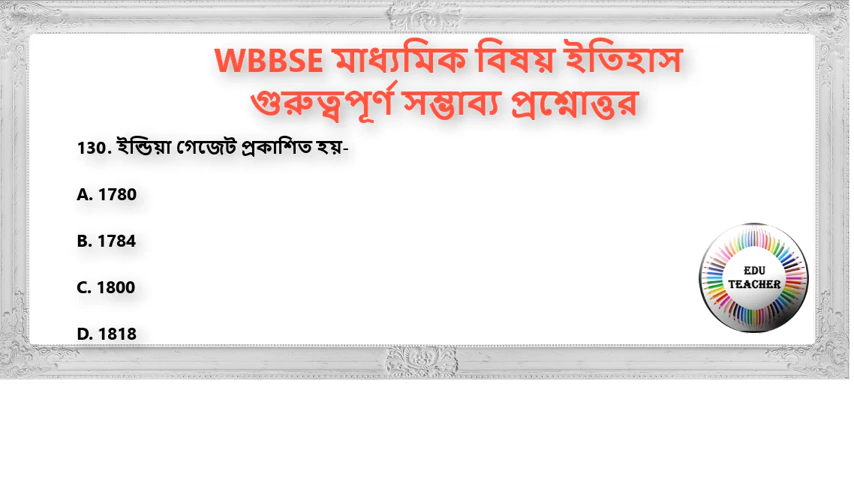 WBBSE মাধ্যমিক বিষয় ইতিহাস
গুরুত্বপূর্ণ সম্ভাব্য প্রশ্নোত্তর
130. ইন্ডিয়া গেজেট প্রকাশিত হয়-
A. 1780
B. 1784
C. 1800
D. 1818
EDU
TEACHER